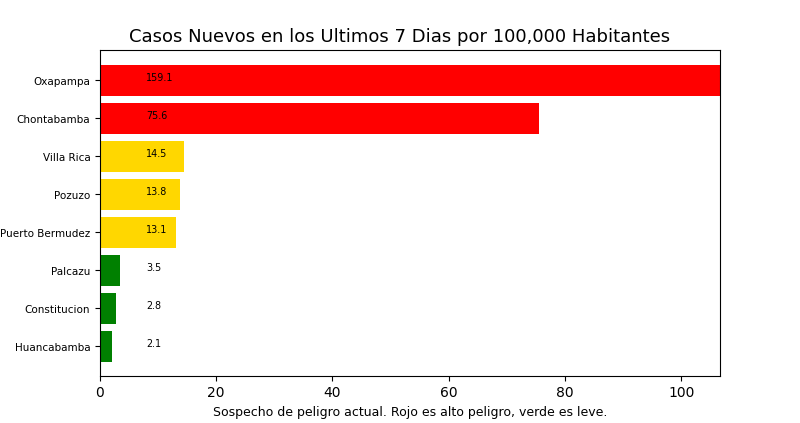 Casos Nuevos en los Ultimos 7 Dias por 100,000 Habitantes
Oxapampa 159.1
Chontabamba 75.6
Villa Rica 14.5
Pozuzo 13.8
Puerto Bermudez 13.1
Palcazu 3.5
Constitucion 2.8
Huancabamba 2.1
0 20 40 60 80 100
Sospecho de peligro actual. Rojo es alto peligro, verde es leve.